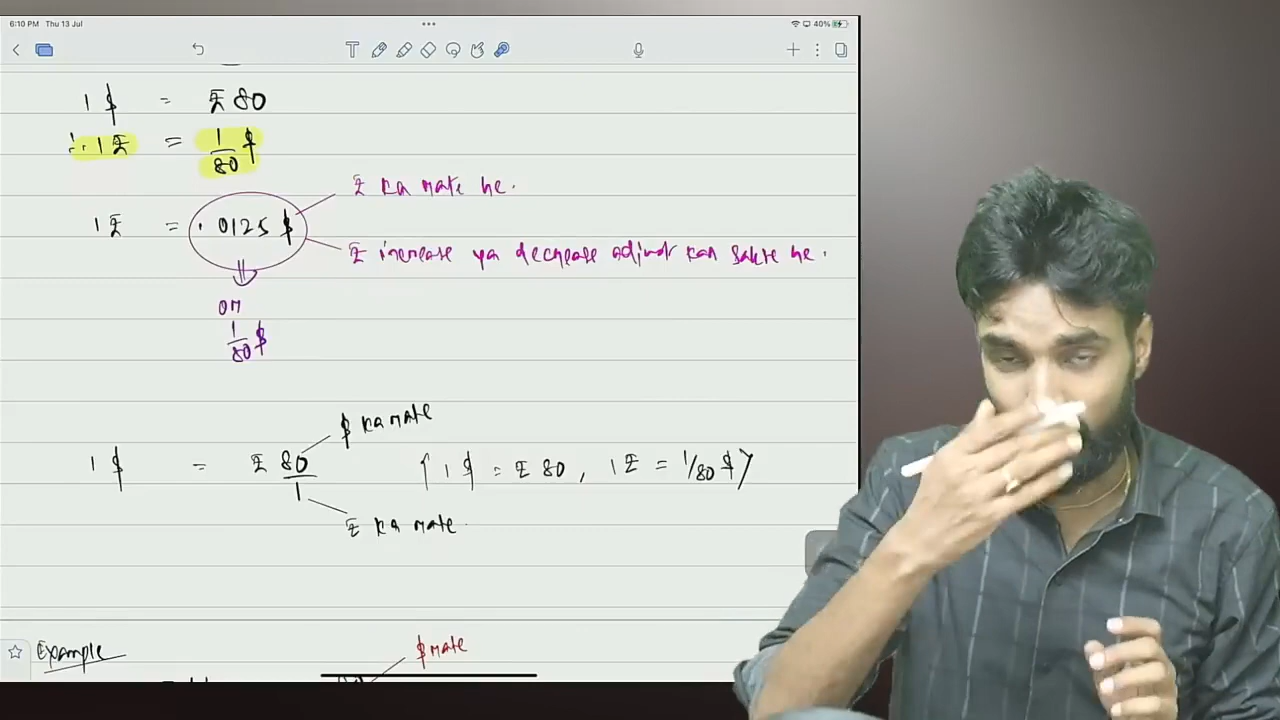 6:10 PM Thu 13 Jul
40%
1 $ = ₹ 80
∴ 1 ₹ = 1/80 $
₹ ka rate he.
1 ₹ = .0125 $
₹ increase ya decrease adjust kar sakte he.
or
1/80 $
$ ka rate
1 $ = ₹ 80/1 { 1 $ = ₹ 80, 1 ₹ = 1/80 $ }
₹ ka rate
Example
$ rate